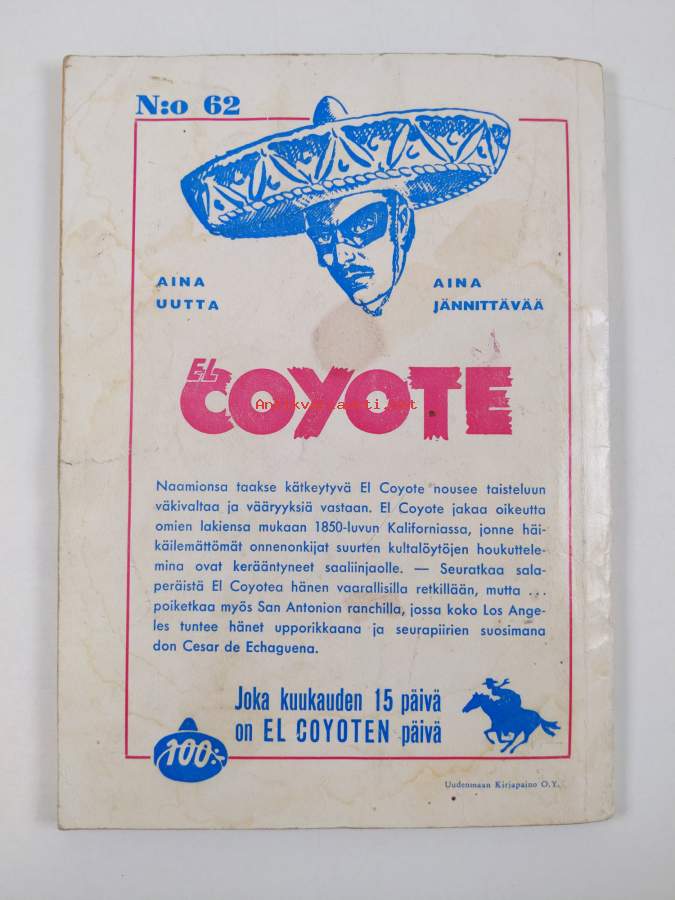 N:o 62
AINA
UUTTA
AINA
JÄNNITTÄVÄÄ
EL
COYOTE
Antikvariaatti.net
Naamionsa taakse kätkeytyvä El Coyote nousee taisteluun
väkivaltaa ja vääryyksiä vastaan. El Coyote jakaa oikeutta
omien lakiensa mukaan 1850-luvun Kaliforniassa, jonne häi-
käilemättömät onnenonkijat suurten kultalöytöjen houkuttele-
mina ovat kerääntyneet saaliinjaolle. — Seuratkaa sala-
peräistä El Coyotea hänen vaarallisilla retkillään, mutta ...
poiketkaa myös San Antonion ranchilla, jossa koko Los Ange-
les tuntee hänet upporikkaana ja seurapiirien suosimana
don Cesar de Echaguena.
Joka kuukauden 15 päivä
on EL COYOTEN päivä
100:-
Uudenmaan Kirjapaino O.Y.